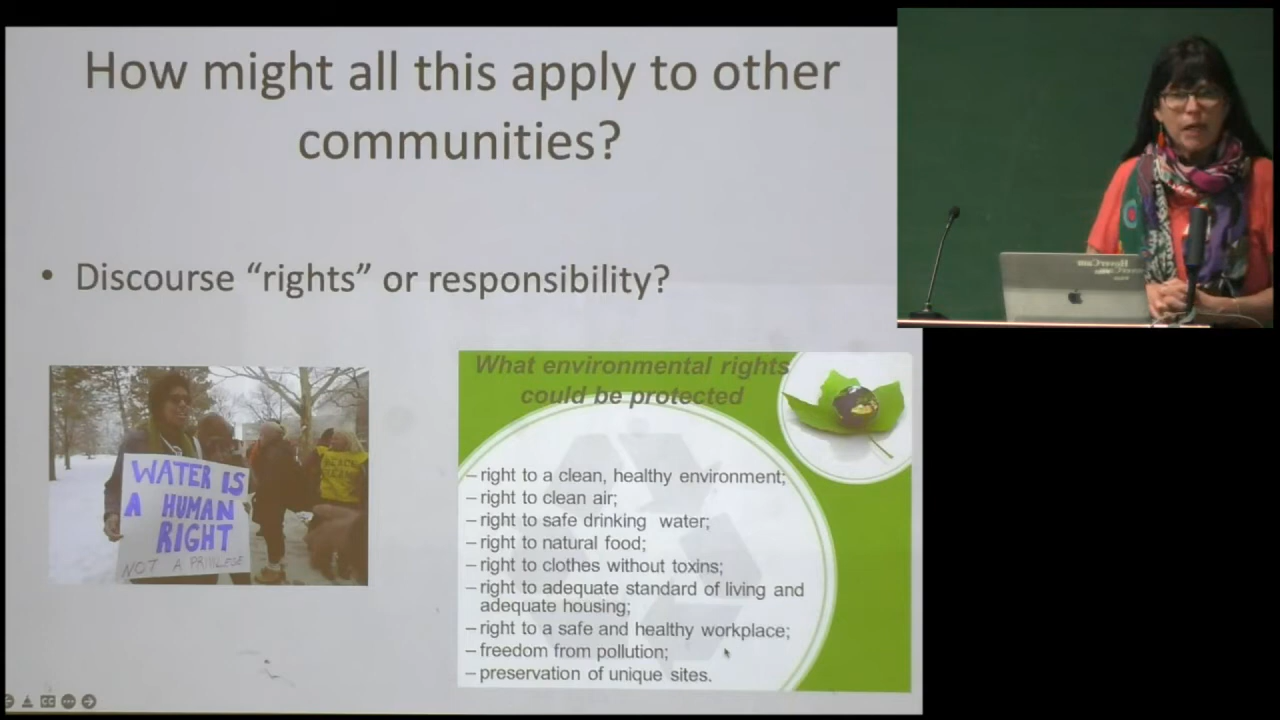 How might all this apply to other
communities?
• Discourse “rights” or responsibility?
WATER IS
A HUMAN
RIGHT
NOT A PRIVILEGE
What environmental rights
could be protected
– right to a clean, healthy environment;
– right to clean air;
– right to safe drinking water;
– right to natural food;
– right to clothes without toxins;
– right to adequate standard of living and
adequate housing;
– right to a safe and healthy workplace;
– freedom from pollution;
– preservation of unique sites.
HoverCam